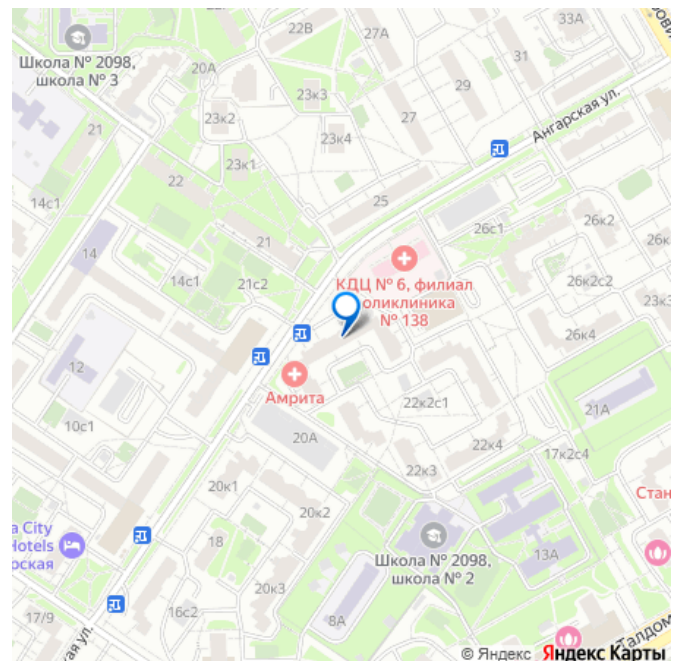 22
22В
27А
33А
Школа № 2098,
школа № 3
20А
31
29
23к3
27
23к2
Ангарская ул.
21
23к4
23к1
22
14с1
25
26с1
26к2
21
14
14с1
21с2
КДЦ № 6, филиал
№ 138
26к2с2
23к3
26к4
12
Амрита
22к2с1
21А
10с1
20А
22к4
17к2с4
22к3
20к1
20к2
Стан
a City
Hotels
рская
18
Школа № 2098,
школа № 2
13А
20к3
16с2
17/9
8А
ая ул.
Талдом
© Яндекс Яндекс Карты